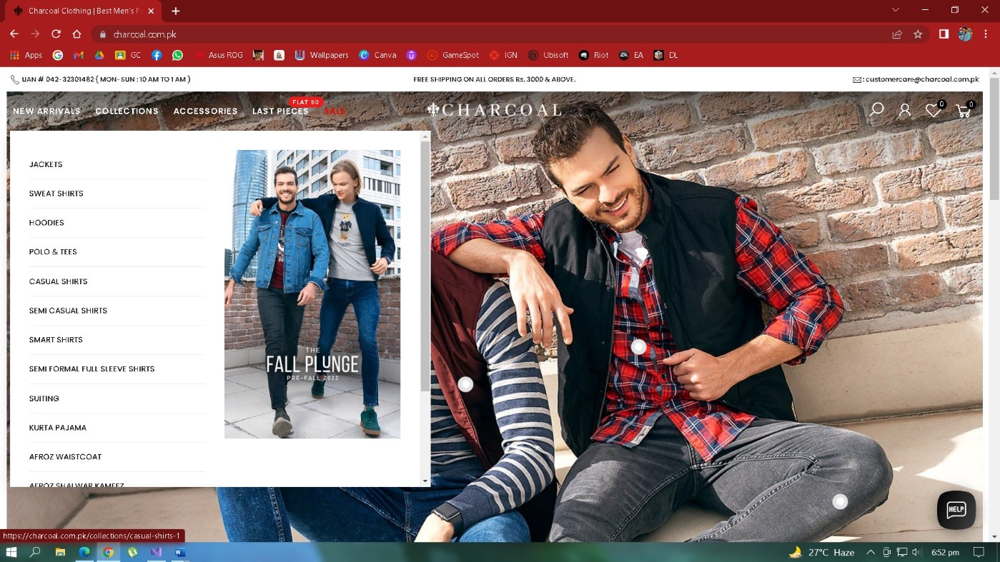 Charcoal Clothing | Best Men's F
charcoal.com.pk
Apps
GC
Asus ROG
Wallpapers
Canva
GameSpot
IGN
Ubisoft
Riot
EA
DL
UAN # 042-32301482 ( MON-SUN : 10 AM TO 1 AM )
FREE SHIPPING ON ALL ORDERS Rs. 3000 & ABOVE.
: customercare@charcoal.com.pk
FLAT 50
NEW ARRIVALS
COLLECTIONS
ACCESSORIES
LAST PIECES
SALE
CHARCOAL
0
0
JACKETS
SWEAT SHIRTS
HOODIES
POLO & TEES
CASUAL SHIRTS
SEMI CASUAL SHIRTS
SMART SHIRTS
SEMI FORMAL FULL SLEEVE SHIRTS
SUITING
KURTA PAJAMA
AFROZ WAISTCOAT
AFROZ SHALWAR KAMEEZ
THE
FALL PLUNGE
PRE-FALL 2022
HELP
https://charcoal.com.pk/collections/casual-shirts-1
27°C Haze
6:52 pm